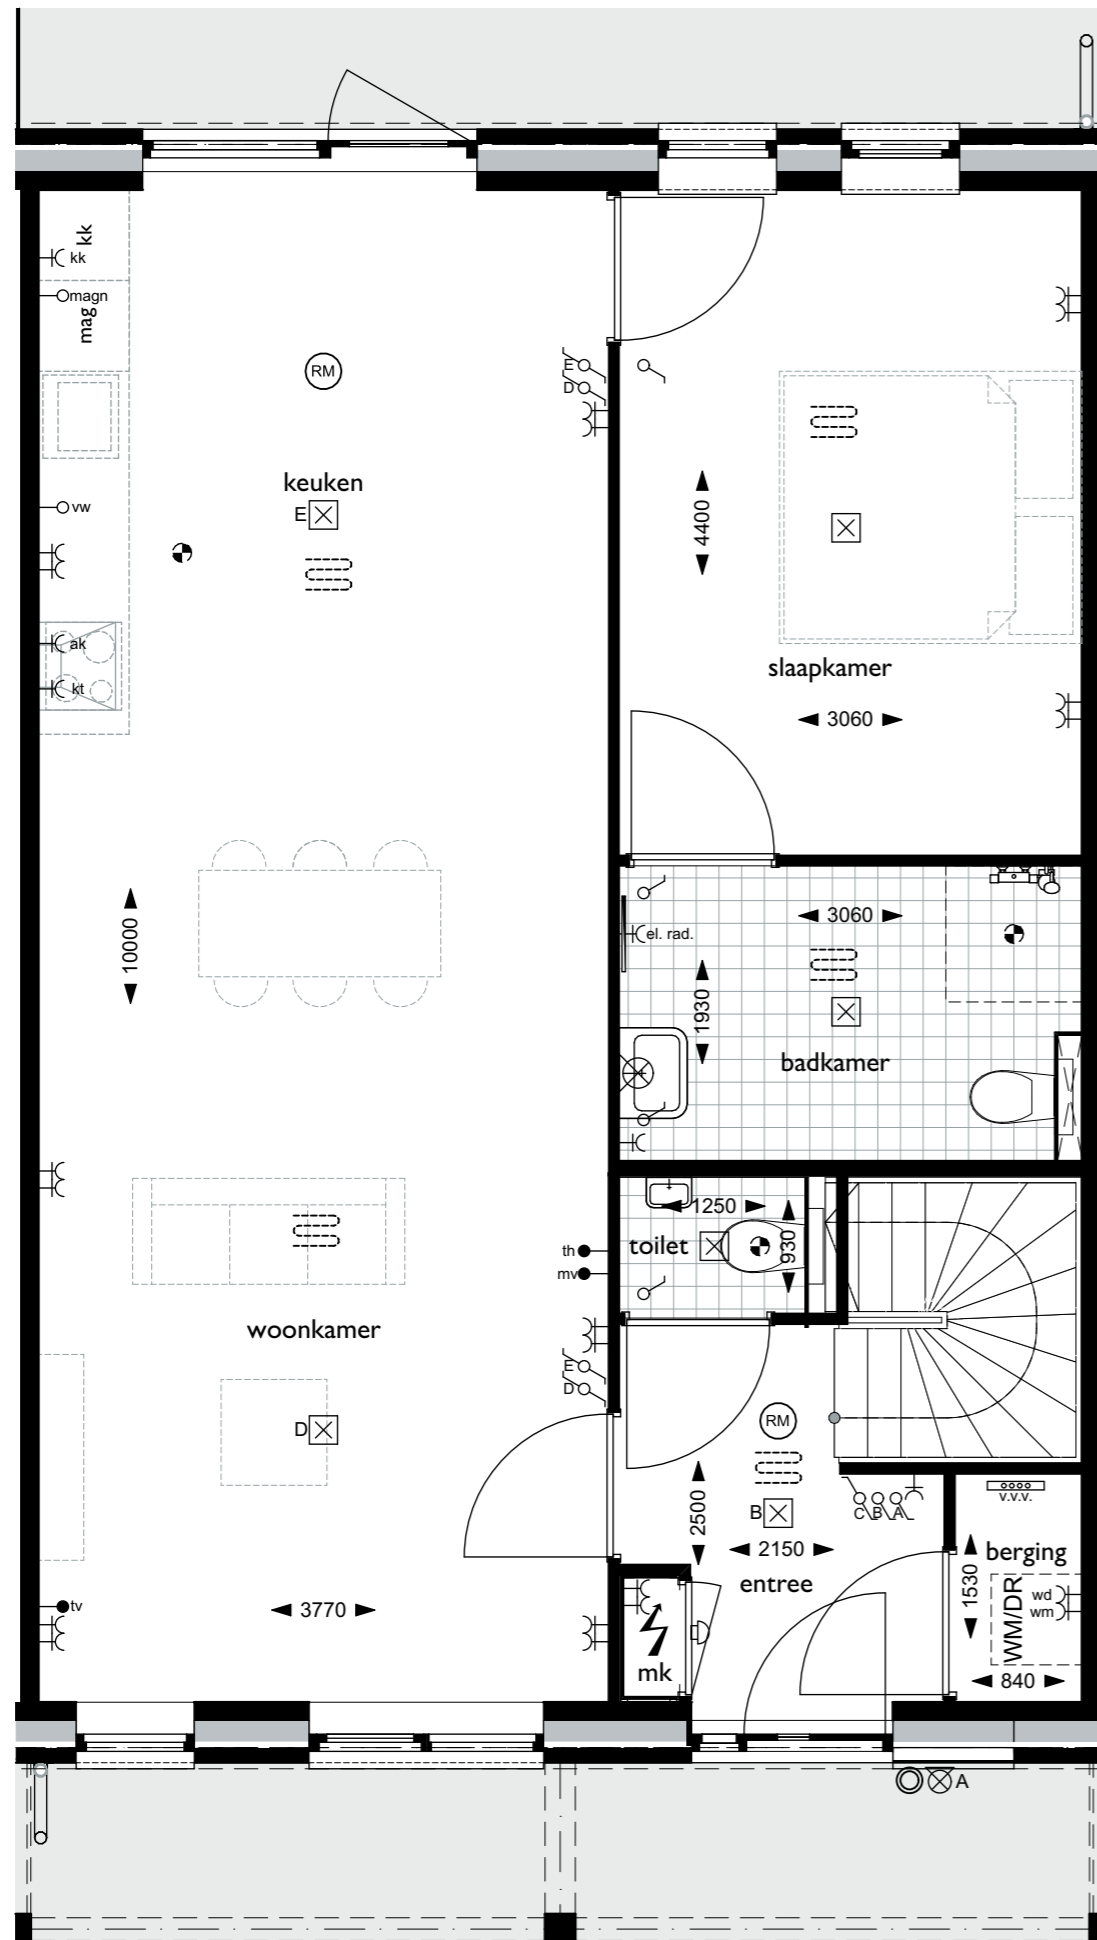 kk
kk
magn
mag
RM
E
D
keuken
E
vw
ak
kt
4400
slaapkamer
3060
10000
3060
el. rad.
1930
badkamer
1250
toilet
930
th
mv
woonkamer
E
D
D
RM
2500
B
2150
entree
C
B
A
v.v.v.
berging
1530
WM/DR
wd
wm
840
tv
3770
mk
A